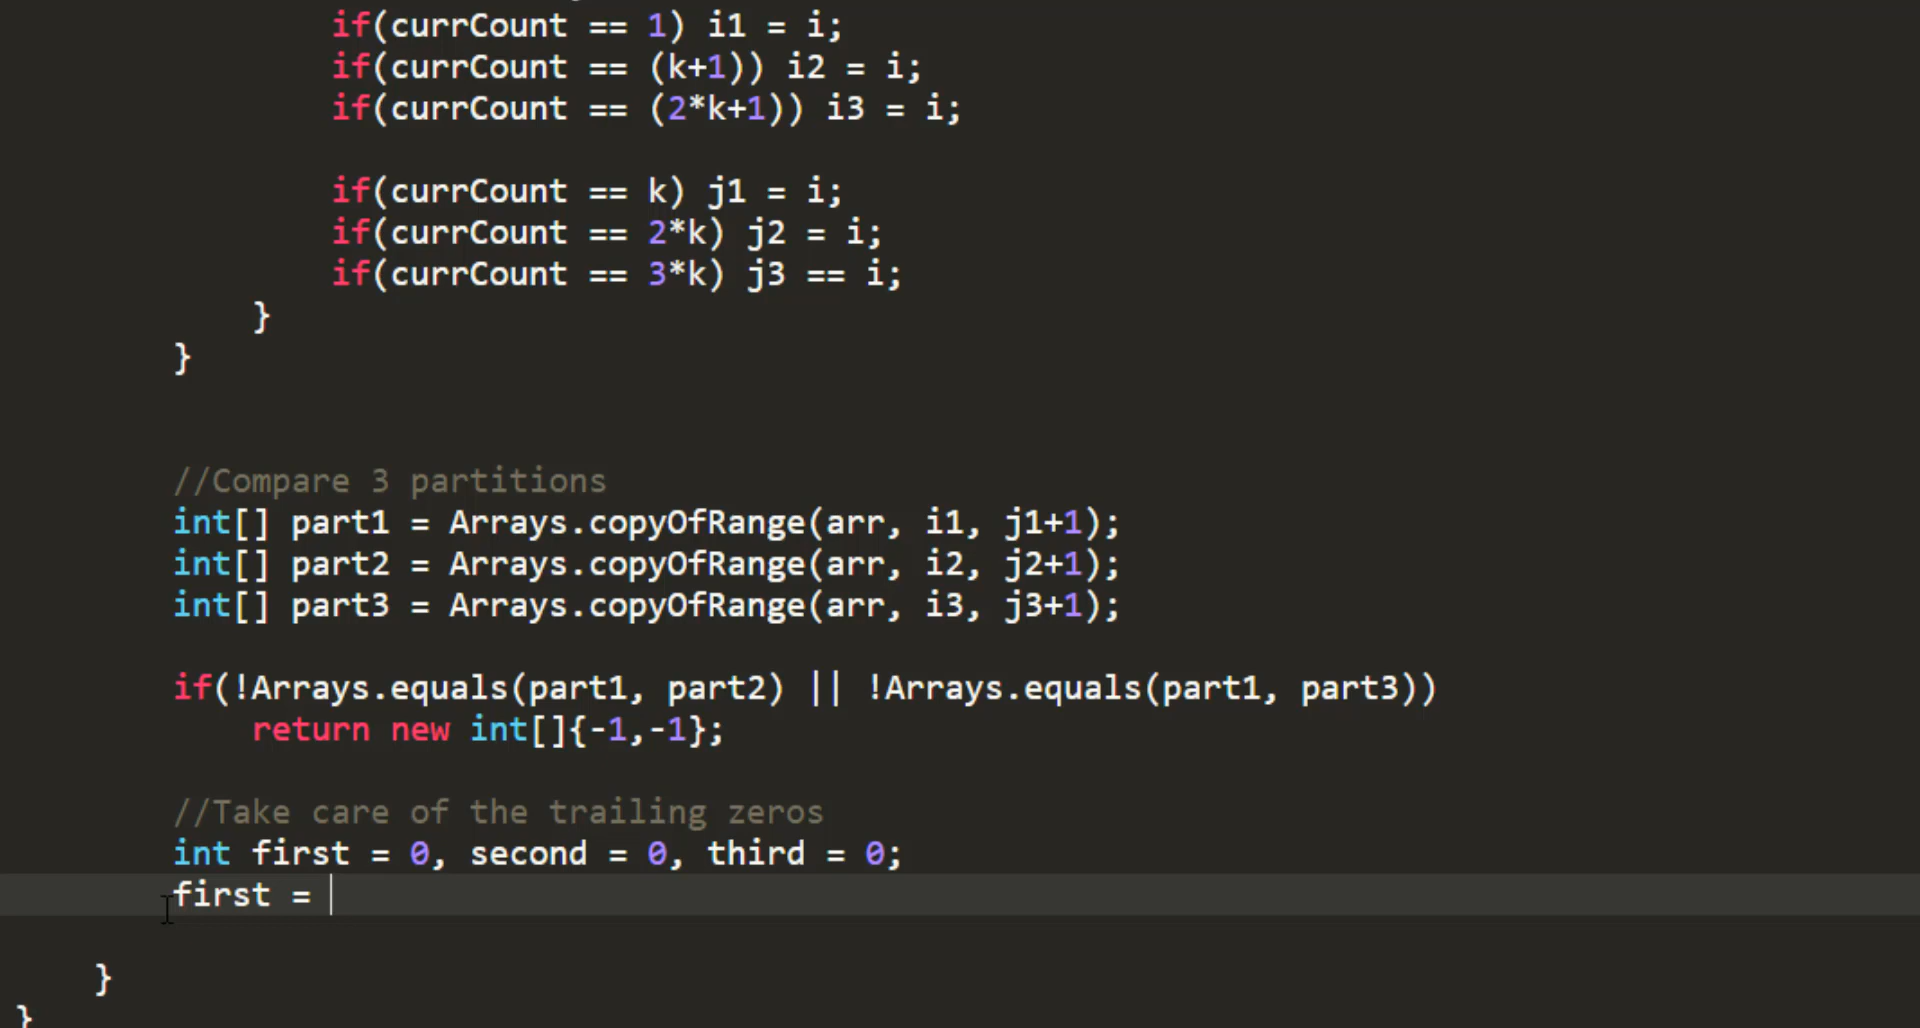 if(currCount == 1) i1 = i;
if(currCount == (k+1)) i2 = i;
if(currCount == (2*k+1)) i3 = i;
if(currCount == k) j1 = i;
if(currCount == 2*k) j2 = i;
if(currCount == 3*k) j3 == i;
}
}
//Compare 3 partitions
int[] part1 = Arrays.copyOfRange(arr, i1, j1+1);
int[] part2 = Arrays.copyOfRange(arr, i2, j2+1);
int[] part3 = Arrays.copyOfRange(arr, i3, j3+1);
if(!Arrays.equals(part1, part2) || !Arrays.equals(part1, part3))
return new int[]{-1,-1};
//Take care of the trailing zeros
int first = 0, second = 0, third = 0;
first =
}
}